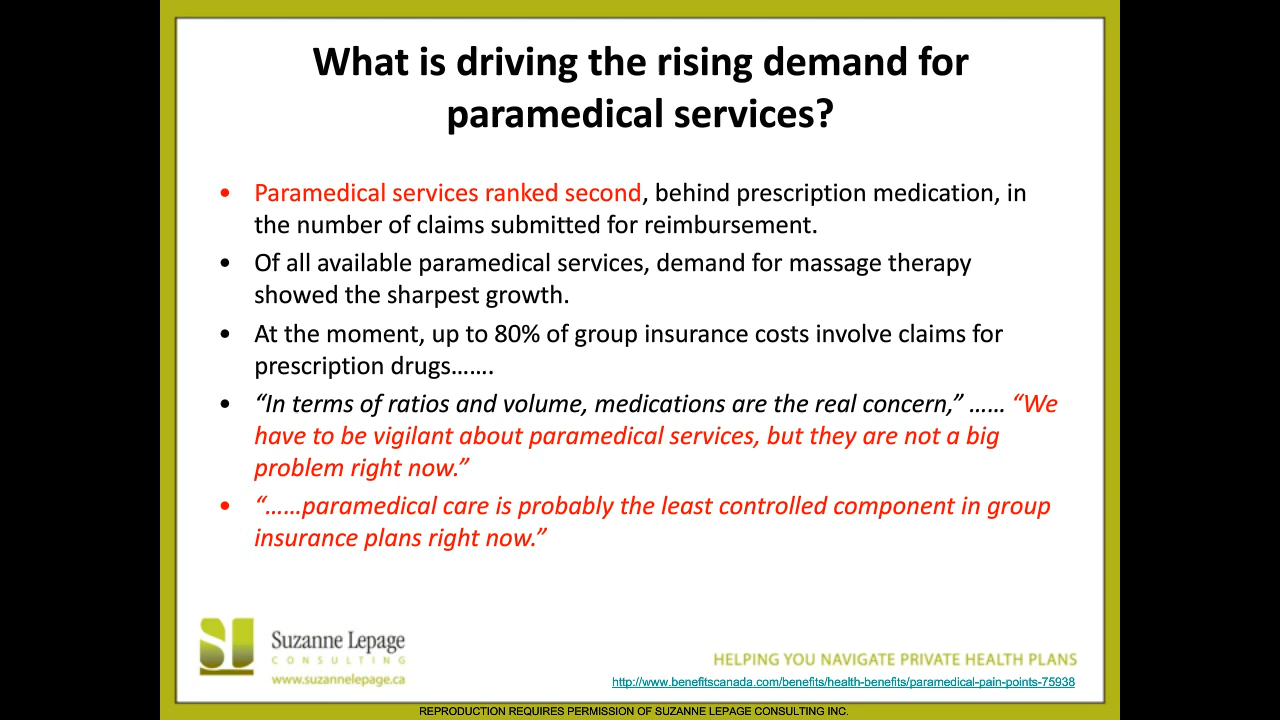 What is driving the rising demand for
paramedical services?
• Paramedical services ranked second, behind prescription medication, in
the number of claims submitted for reimbursement.
• Of all available paramedical services, demand for massage therapy
showed the sharpest growth.
• At the moment, up to 80% of group insurance costs involve claims for
prescription drugs…….
• “In terms of ratios and volume, medications are the real concern,” …… “We
have to be vigilant about paramedical services, but they are not a big
problem right now.”
• “……paramedical care is probably the least controlled component in group
insurance plans right now.”
SL
Suzanne Lepage
CONSULTING
www.suzannelepage.ca
HELPING YOU NAVIGATE PRIVATE HEALTH PLANS
http://www.benefitscanada.com/benefits/health-benefits/paramedical-pain-points-75938
REPRODUCTION REQUIRES PERMISSION OF SUZANNE LEPAGE CONSULTING INC.